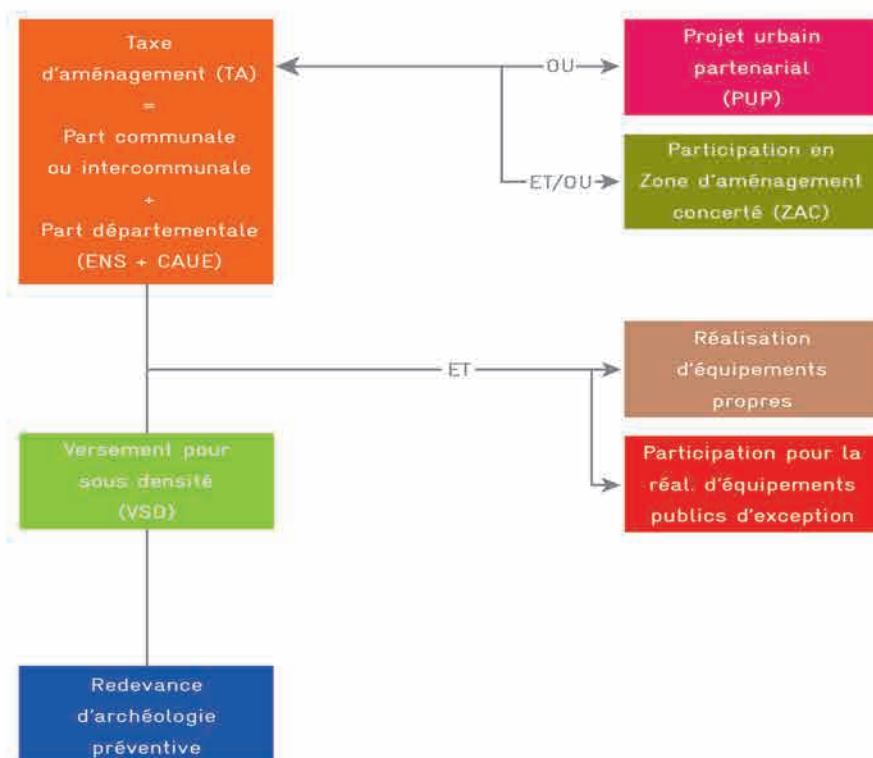 Taxe
d'aménagement (TA)
=
Part communale
ou intercommunale
+
Part départementale
(ENS + CAUE)
OU
Projet urbain
partenarial
(PUP)
ET/OU
Participation en
Zone d'aménagement
concerté (ZAC)
ET
Réalisation
d'équipements
propres
Participation pour la
réal. d'équipements
publics d'exception
Versement pour
sous densité
(VSD)
Redevance
d'archéologie
préventive